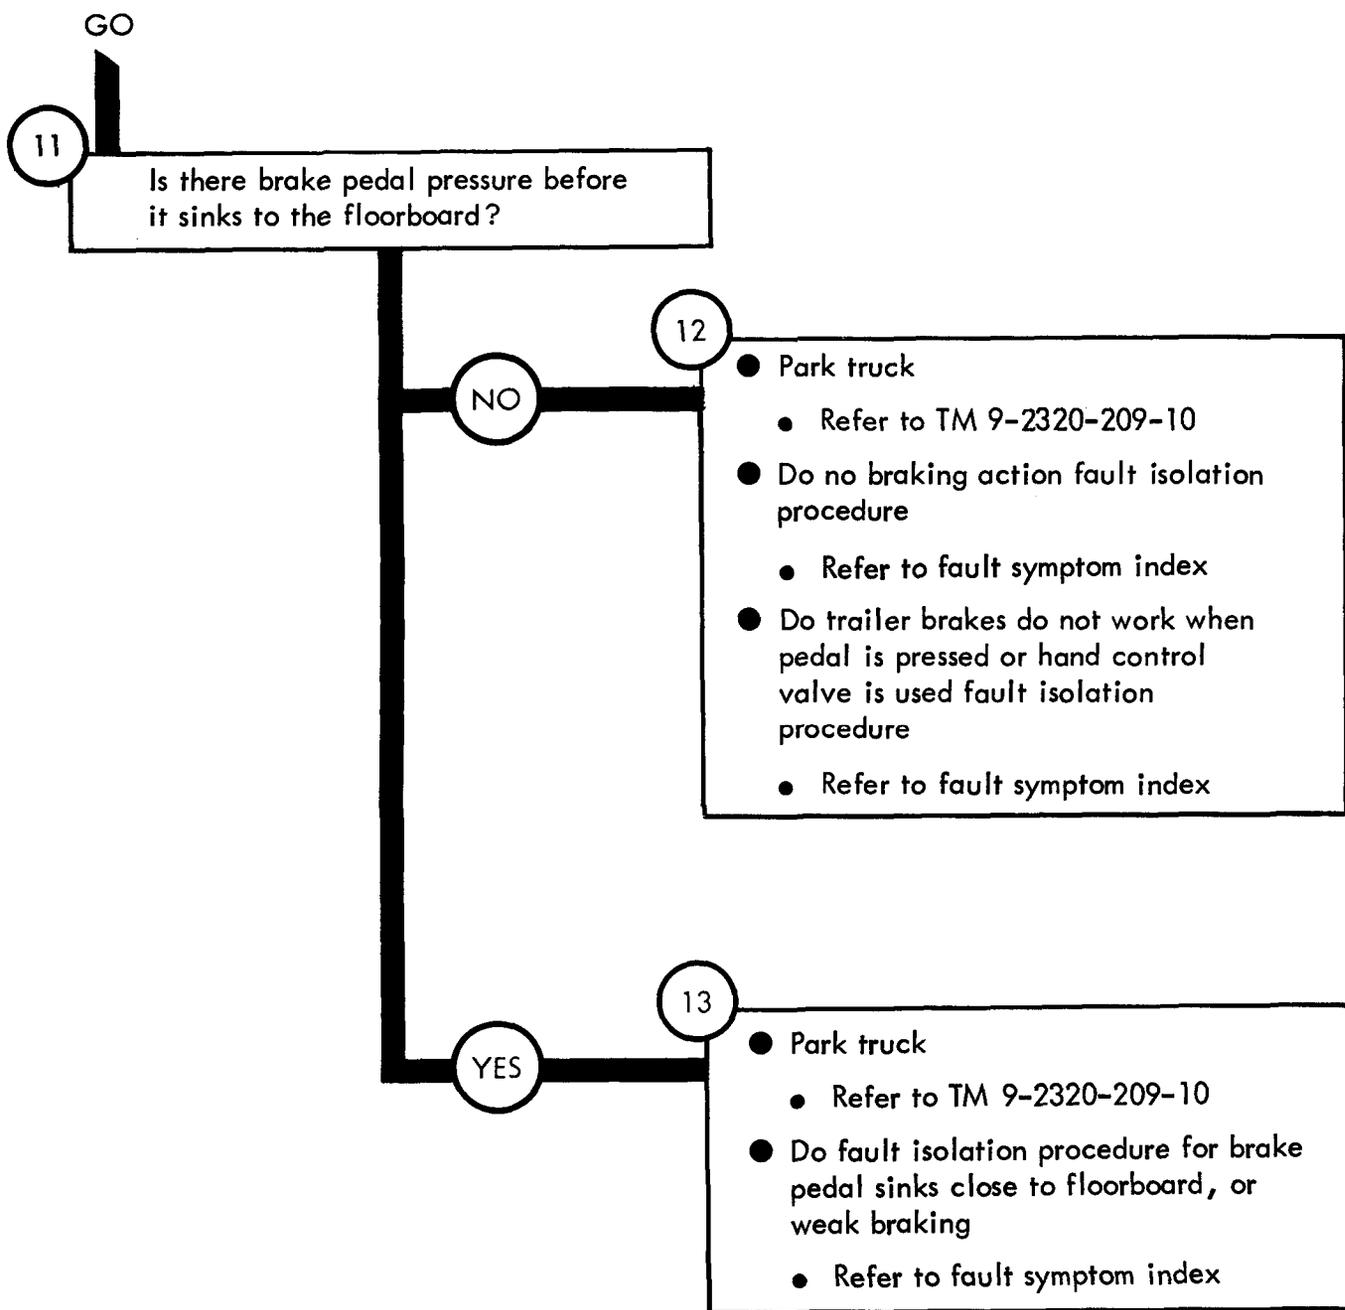 GO
11
Is there brake pedal pressure before
it sinks to the floorboard?
12
NO
● Park truck
● Refer to TM 9-2320-209-10
● Do no braking action fault isolation
procedure
● Refer to fault symptom index
● Do trailer brakes do not work when
pedal is pressed or hand control
valve is used fault isolation
procedure
● Refer to fault symptom index
13
YES
● Park truck
● Refer to TM 9-2320-209-10
● Do fault isolation procedure for brake
pedal sinks close to floorboard, or
weak braking
● Refer to fault symptom index